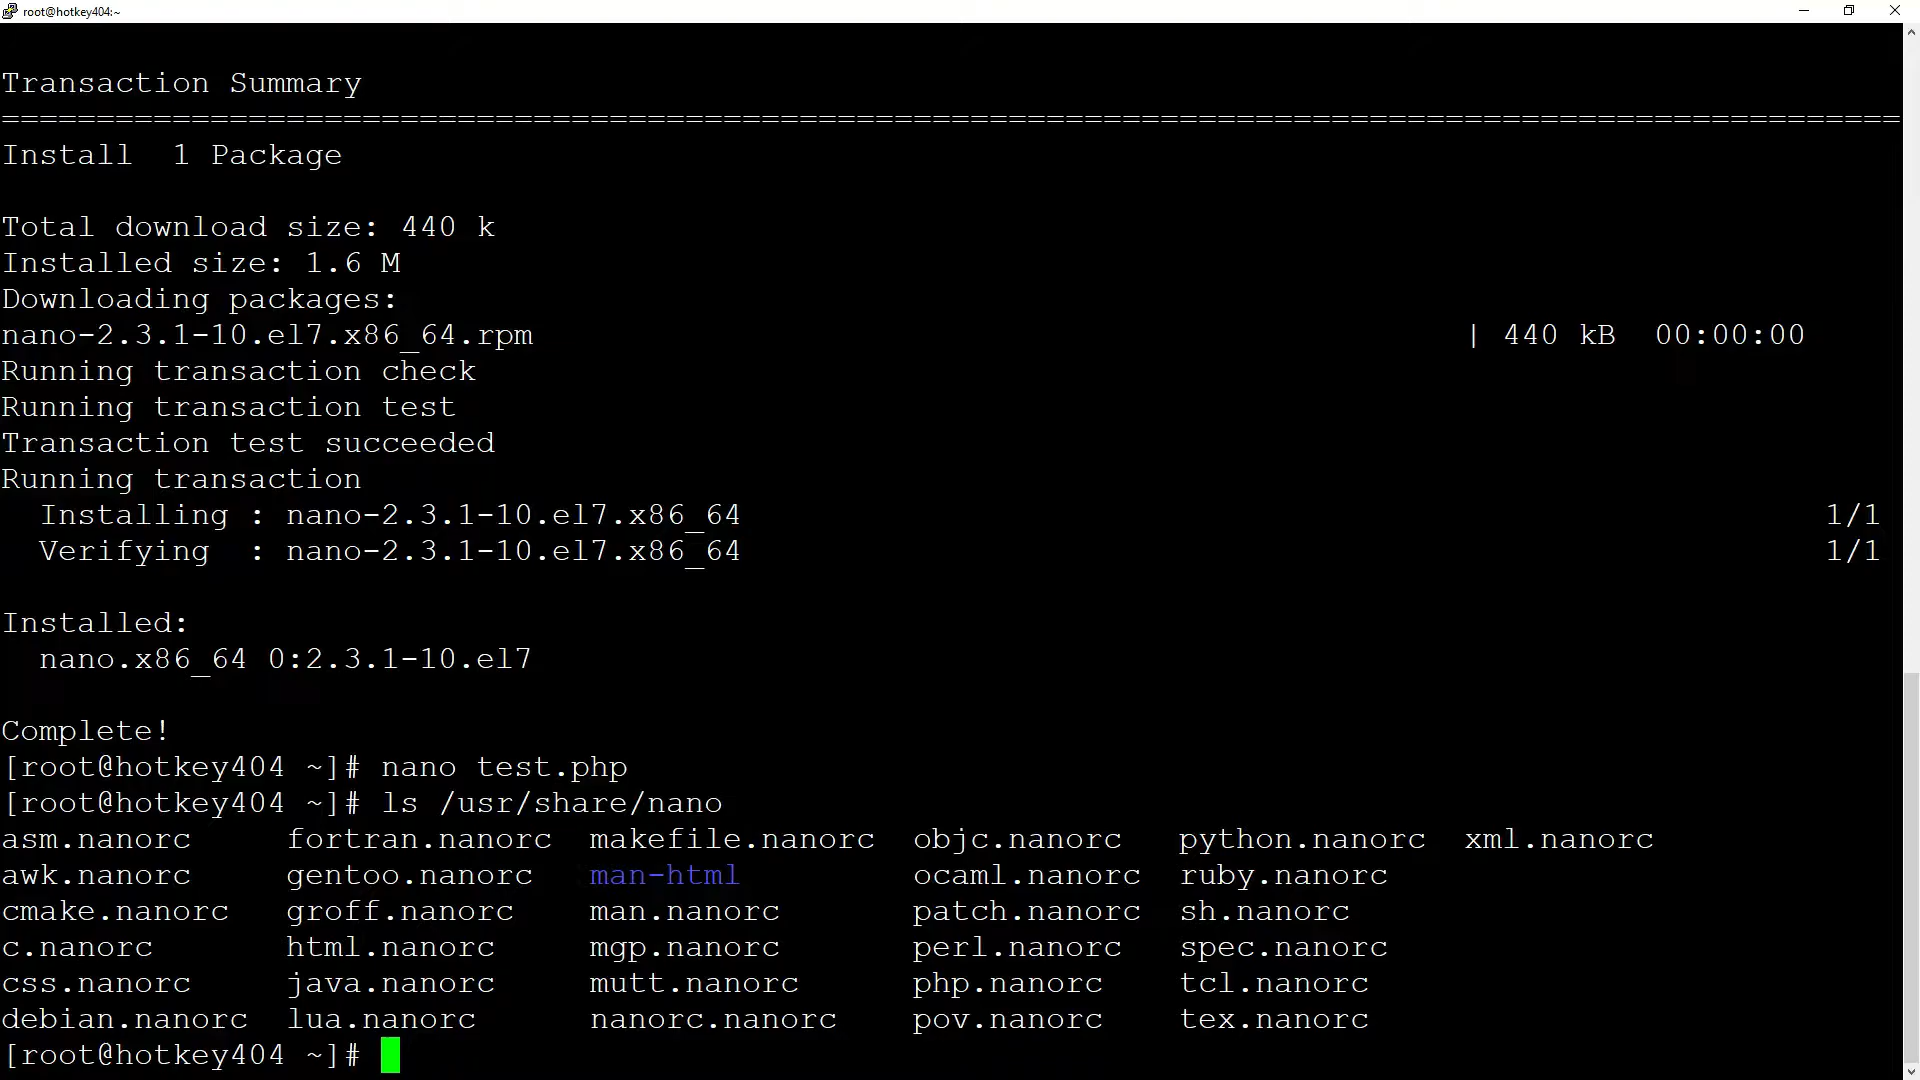 root@hotkey404:~
Transaction Summary
====================================================================================================
Install  1 Package
Total download size: 440 k
Installed size: 1.6 M
Downloading packages:
nano-2.3.1-10.el7.x86_64.rpm                                                 | 440 kB  00:00:00
Running transaction check
Running transaction test
Transaction test succeeded
Running transaction
  Installing : nano-2.3.1-10.el7.x86_64                                                         1/1
  Verifying  : nano-2.3.1-10.el7.x86_64                                                         1/1
Installed:
  nano.x86_64 0:2.3.1-10.el7
Complete!
[root@hotkey404 ~]# nano test.php
[root@hotkey404 ~]# ls /usr/share/nano
asm.nanorc     fortran.nanorc  makefile.nanorc  objc.nanorc   python.nanorc  xml.nanorc
awk.nanorc     gentoo.nanorc   man-html         ocaml.nanorc  ruby.nanorc
cmake.nanorc   groff.nanorc    man.nanorc       patch.nanorc  sh.nanorc
c.nanorc       html.nanorc     mgp.nanorc       perl.nanorc   spec.nanorc
css.nanorc     java.nanorc     mutt.nanorc      php.nanorc    tcl.nanorc
debian.nanorc  lua.nanorc      nanorc.nanorc    pov.nanorc    tex.nanorc
[root@hotkey404 ~]#